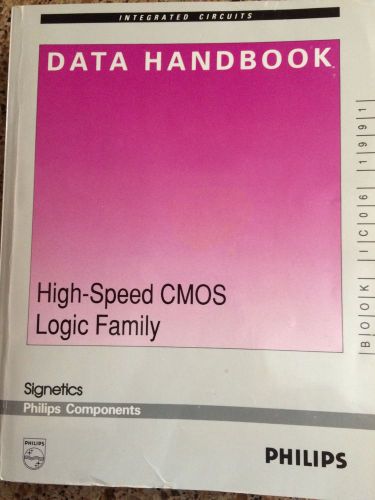 INTEGRATED CIRCUITS
DATA HANDBOOK
BOOK IC06 1991
High-Speed CMOS
Logic Family
Signetics
Philips Components
PHILIPS
PHILIPS